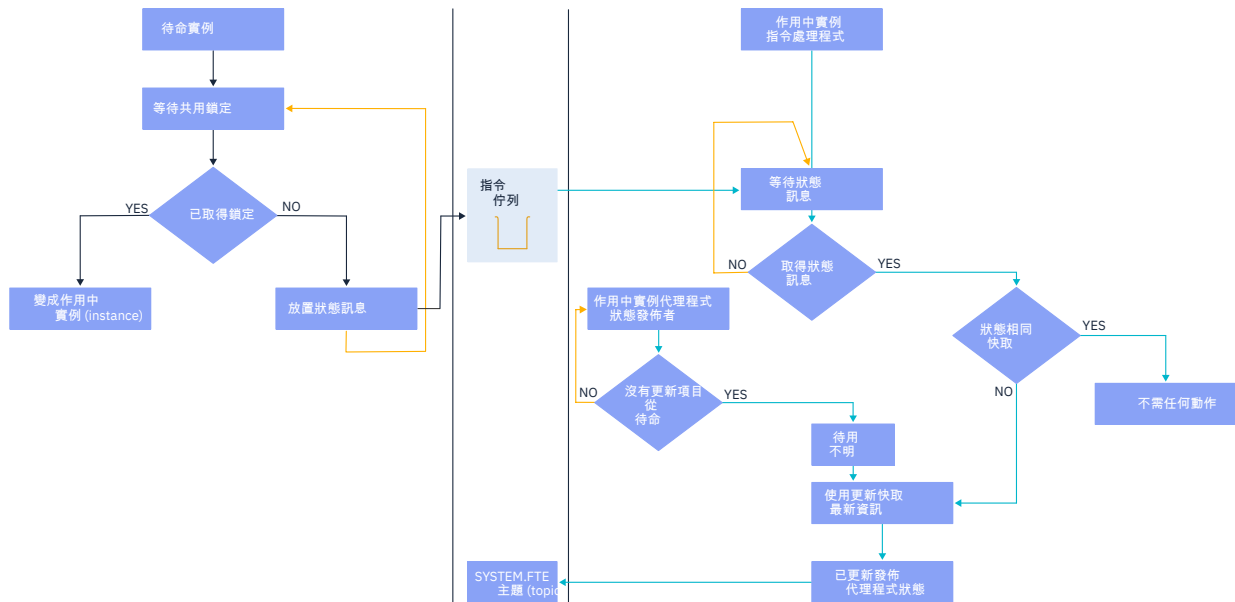 待命實例
等待共用鎖定
已取得鎖定
YES
NO
變成作用中
實例 (instance)
放置狀態訊息
指令
佇列
SYSTEM.FTE
主題 (topic
作用中實例
指令處理程式
等待狀態
訊息
取得狀態
訊息
NO
YES
作用中實例代理程式
狀態發佈者
狀態相同
快取
YES
NO
不需任何動作
沒有更新項目
從
待命
NO
YES
待用
不明
使用更新快取
最新資訊
已更新發佈
代理程式狀態